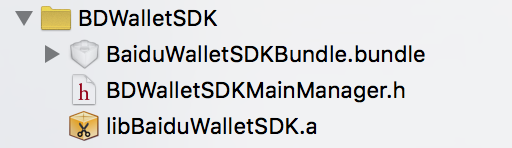 BDWalletSDK
BaiduWalletSDKBundle.bundle
h BDWalletSDKMainManager.h
libBaiduWalletSDK.a